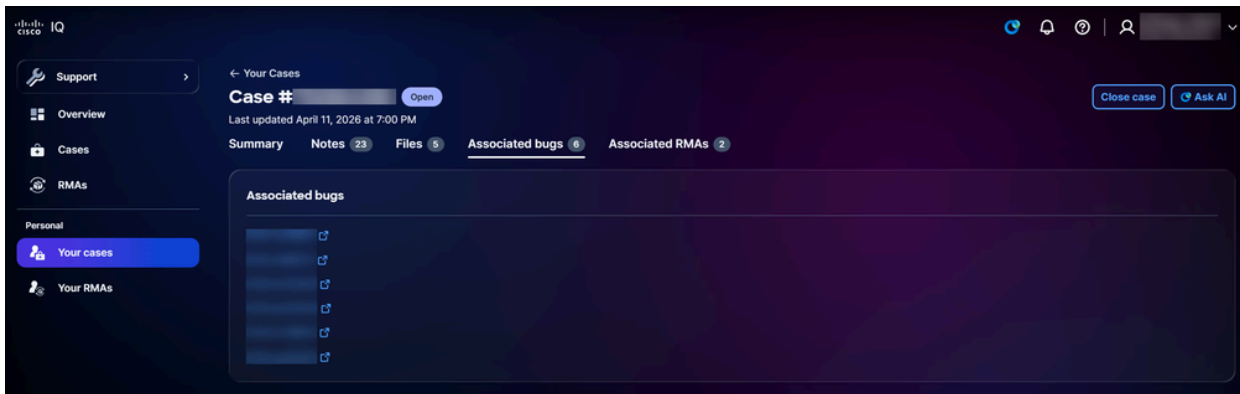 cisco IQ
Support
Overview
Cases
RMAs
Personal
Your cases
Your RMAs
← Your Cases
Case # Open
Last updated April 11, 2026 at 7:00 PM
Close case
Ask AI
Summary Notes 23 Files 5 Associated bugs 6 Associated RMAs 2
Associated bugs